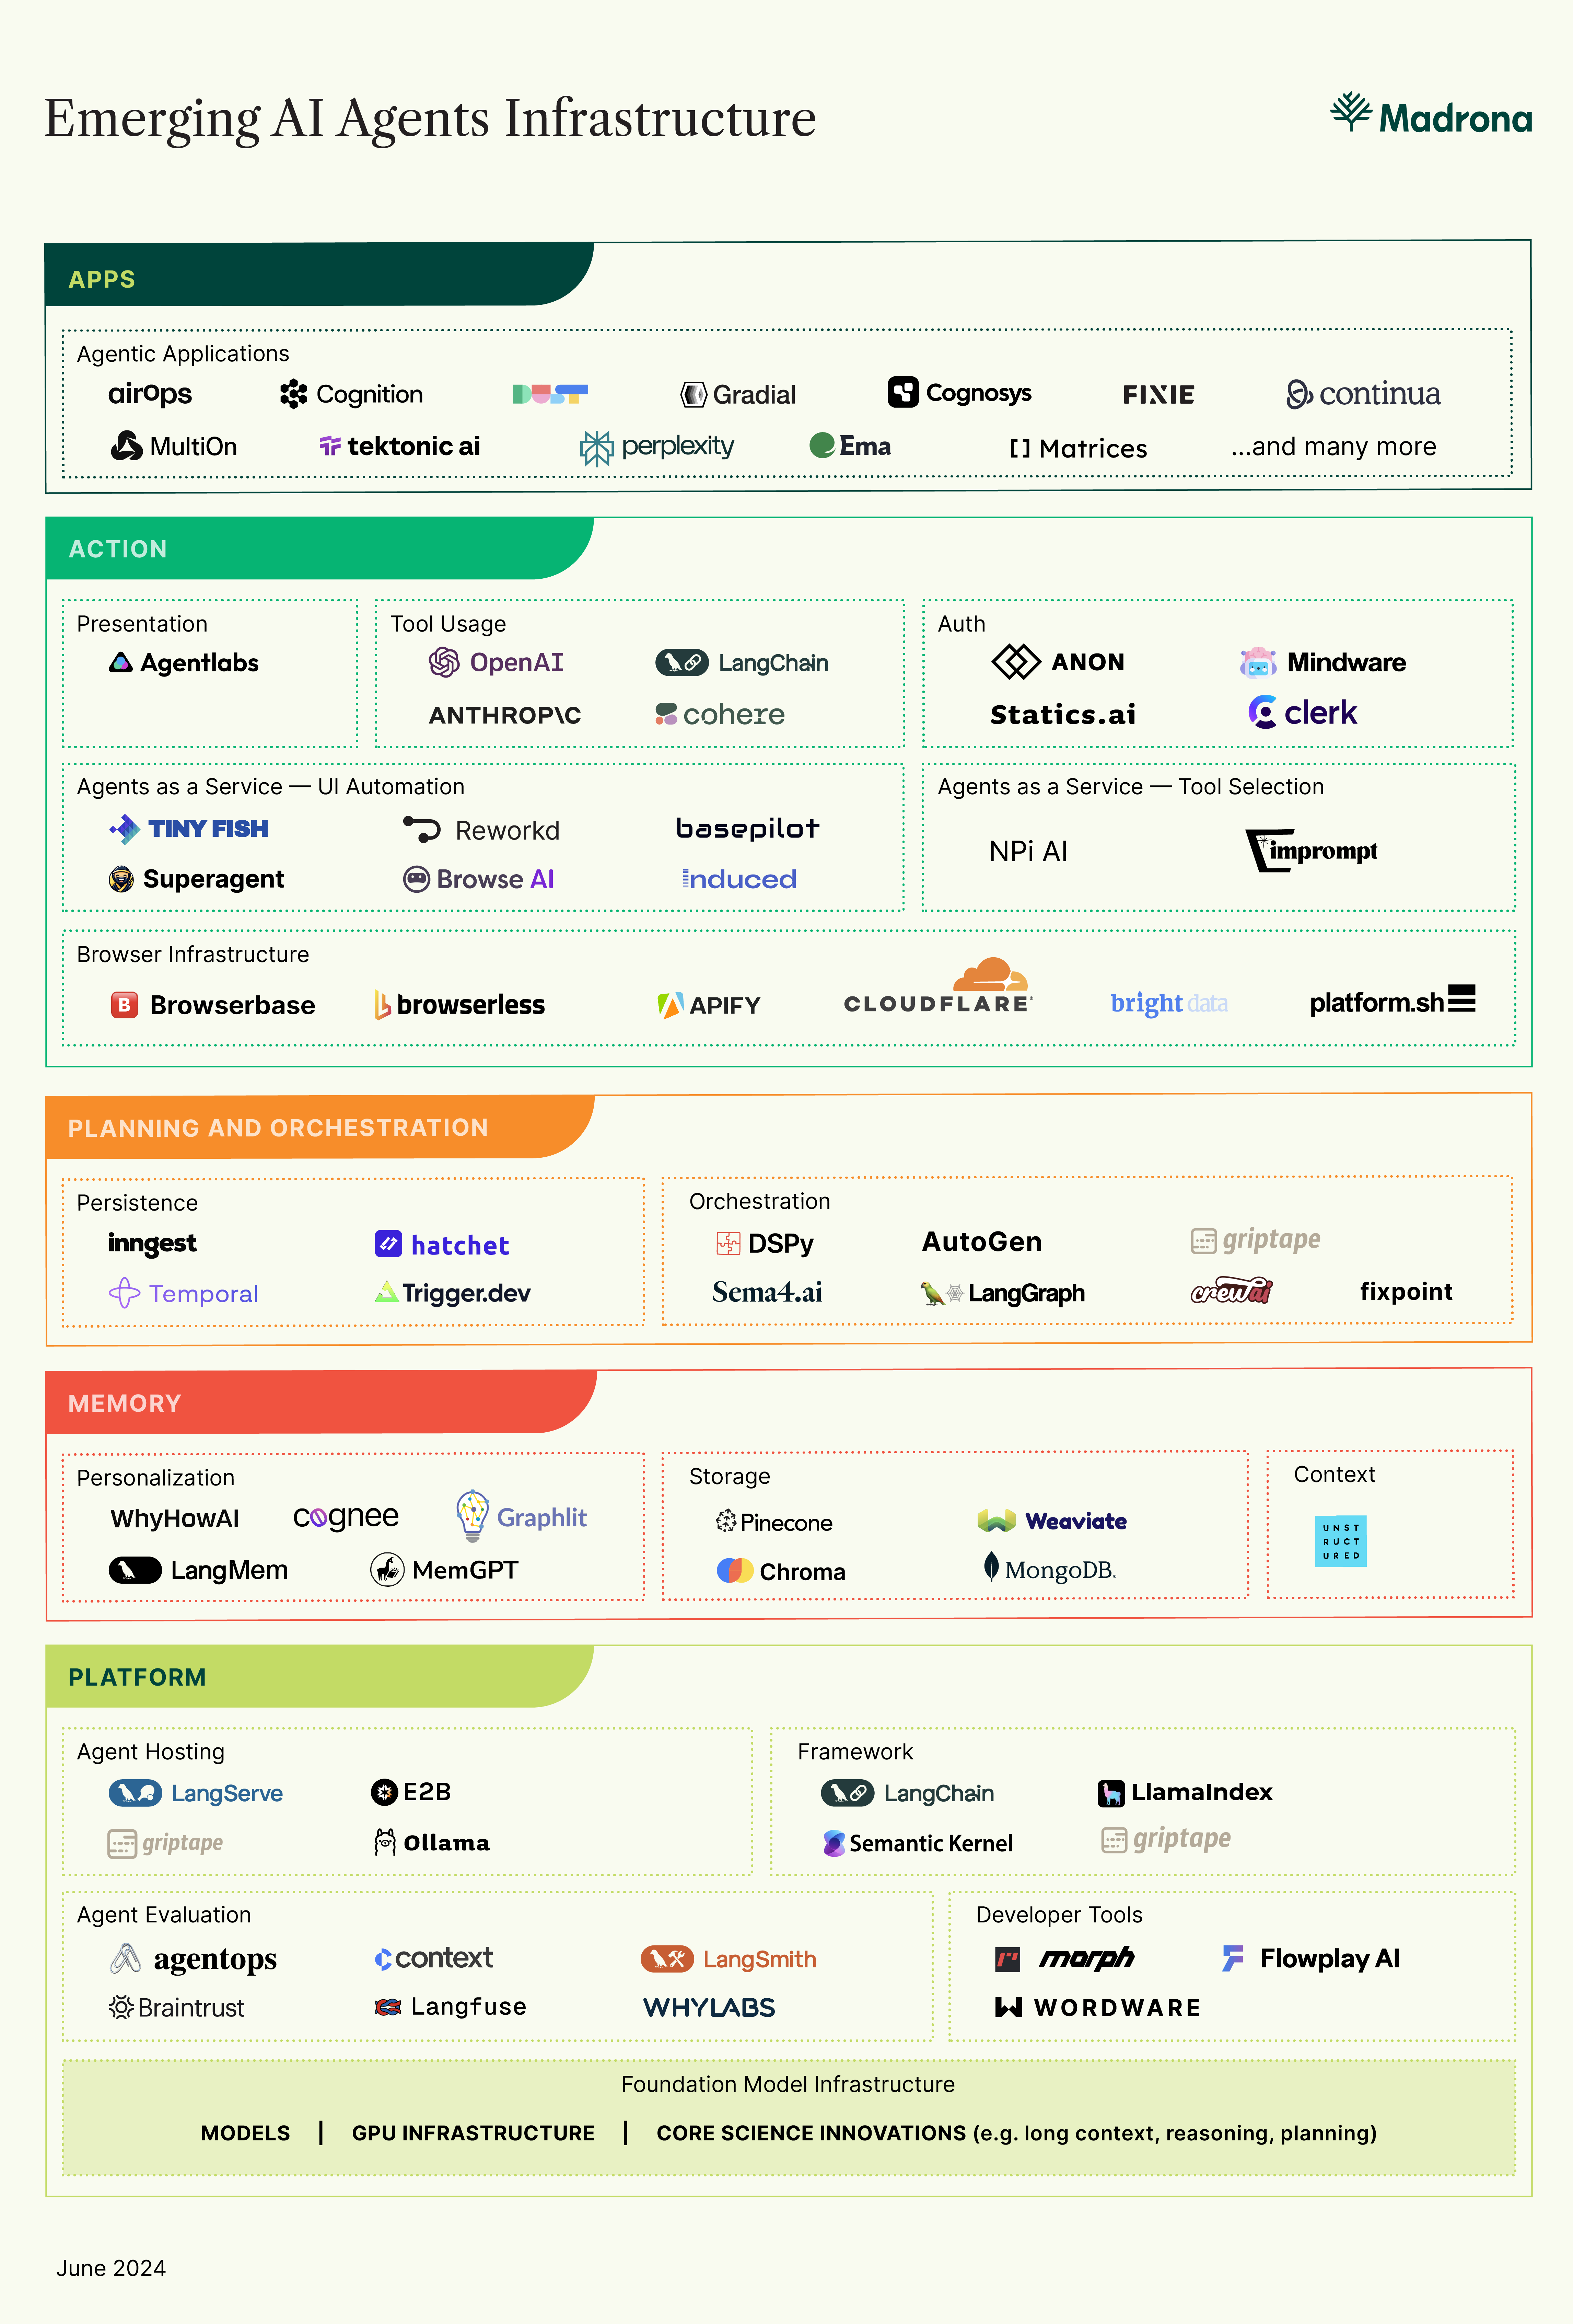 Emerging AI Agents Infrastructure
Madrona
APPS
Agentic Applications
airops Cognition DUST Gradial Cognosys FIXIE continua
MultiOn tektonic ai perplexity Ema [ ] Matrices ...and many more
ACTION
Presentation
Agentlabs
Tool Usage
OpenAI LangChain
ANTHROP\C cohere
Auth
ANON Mindware
Statics.ai clerk
Agents as a Service — UI Automation
TINY FISH Reworkd basepilot
Superagent Browse AI induced
Agents as a Service — Tool Selection
NPi AI imprompt
Browser Infrastructure
B Browserbase browserless APIFY CLOUDFLARE bright data platform.sh
PLANNING AND ORCHESTRATION
Persistence
inngest hatchet
Temporal Trigger.dev
Orchestration
DSPy AutoGen griptape
Sema4.ai LangGraph crewai fixpoint
MEMORY
Personalization
WhyHowAI cognee Graphlit
LangMem MemGPT
Storage
Pinecone Weaviate
Chroma MongoDB.
Context
UNST
RUCT
URED
PLATFORM
Agent Hosting
LangServe E2B
griptape Ollama
Framework
LangChain LlamaIndex
Semantic Kernel griptape
Agent Evaluation
agentops context LangSmith
Braintrust Langfuse WHYLABS
Developer Tools
morph Flowplay AI
WORDWARE
Foundation Model Infrastructure
MODELS | GPU INFRASTRUCTURE | CORE SCIENCE INNOVATIONS (e.g. long context, reasoning, planning)
June 2024